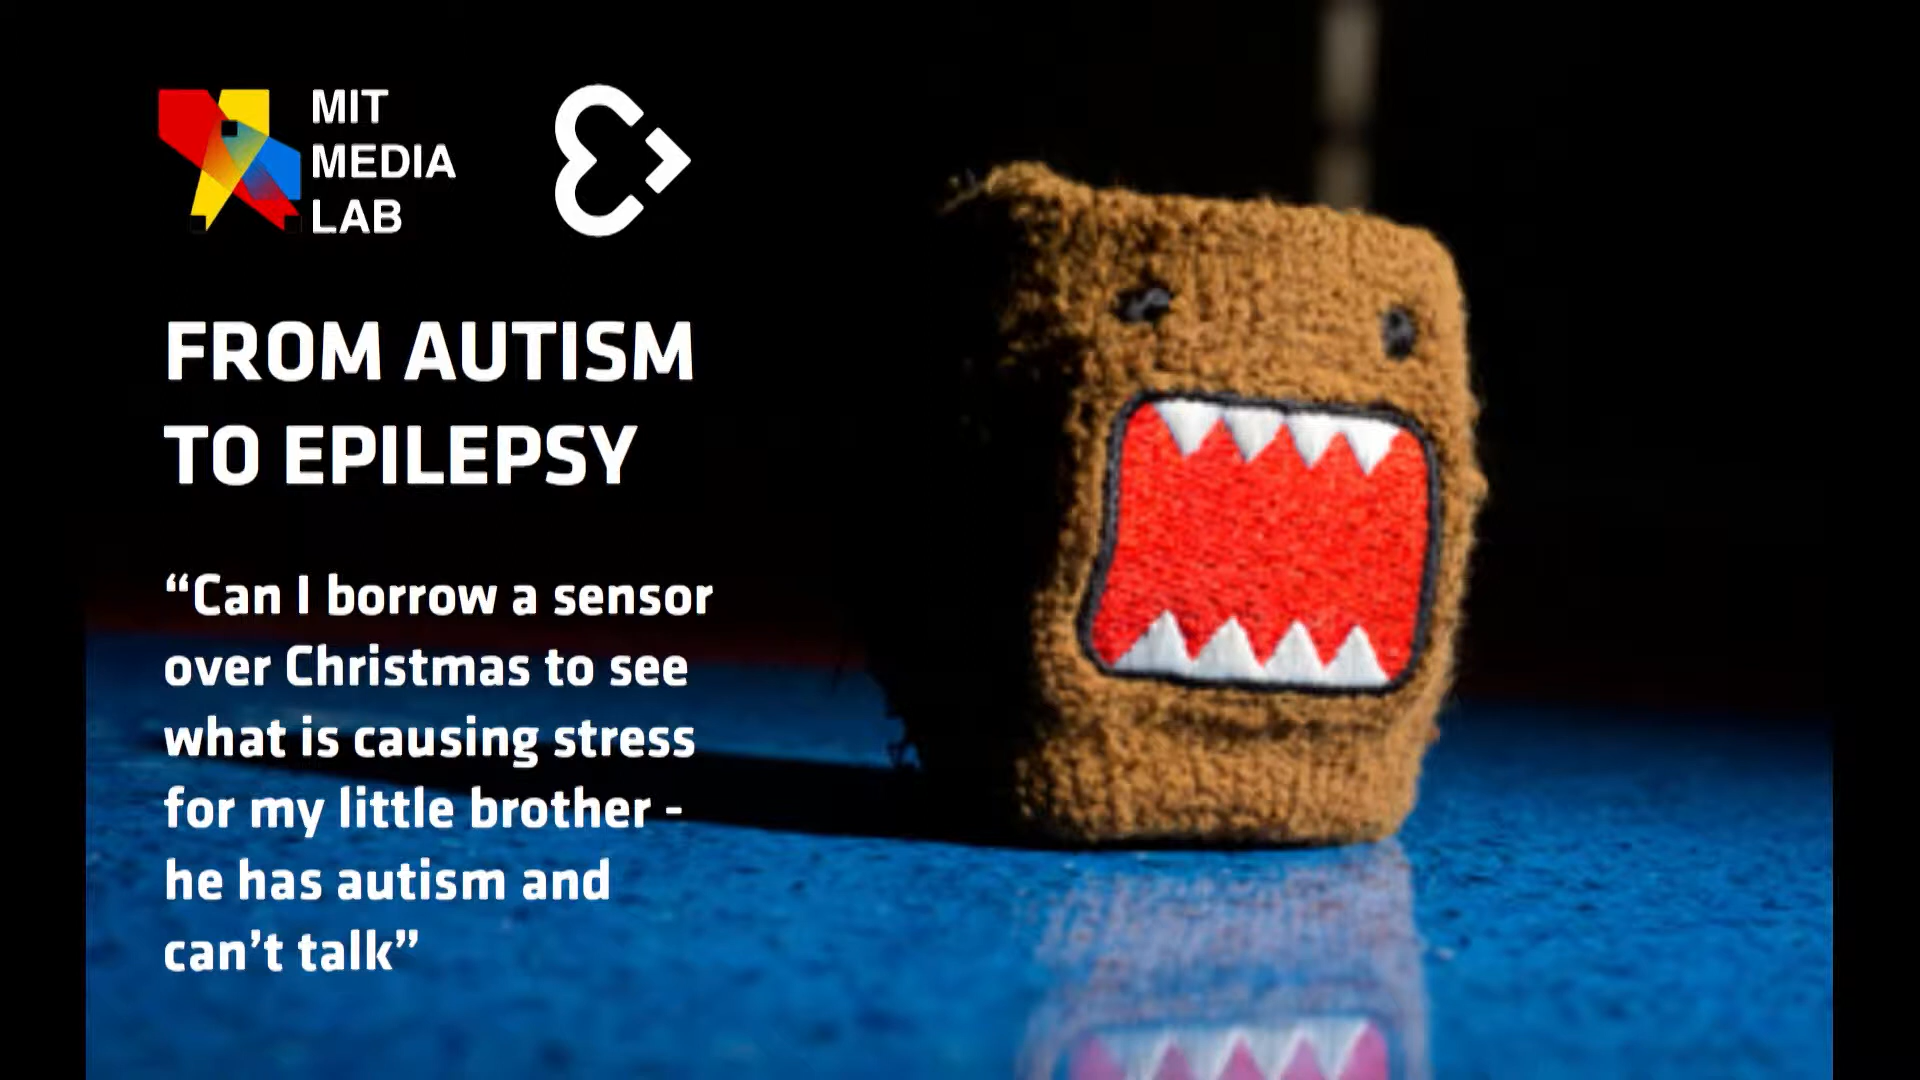 MIT
MEDIA
LAB
FROM AUTISM
TO EPILEPSY
“Can I borrow a sensor
over Christmas to see
what is causing stress
for my little brother -
he has autism and
can’t talk”